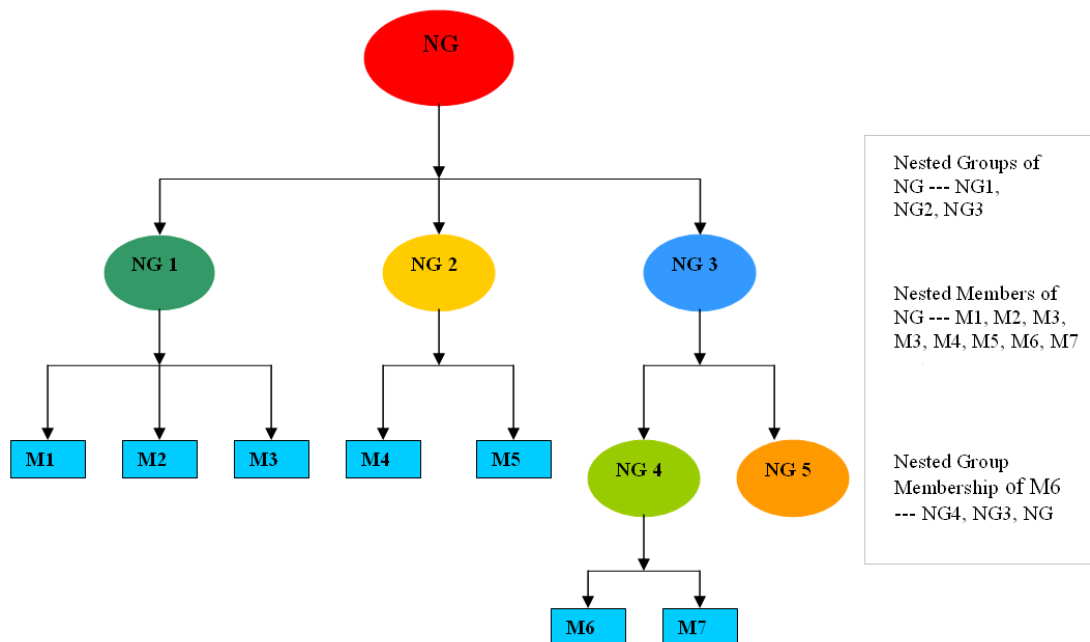 NG
NG 1
NG 2
NG 3
M1
M2
M3
M4
M5
NG 4
NG 5
M6
M7
Nested Groups of
NG --- NG1,
NG2, NG3
Nested Members of
NG --- M1, M2, M3,
M3, M4, M5, M6, M7
Nested Group
Membership of M6
--- NG4, NG3, NG